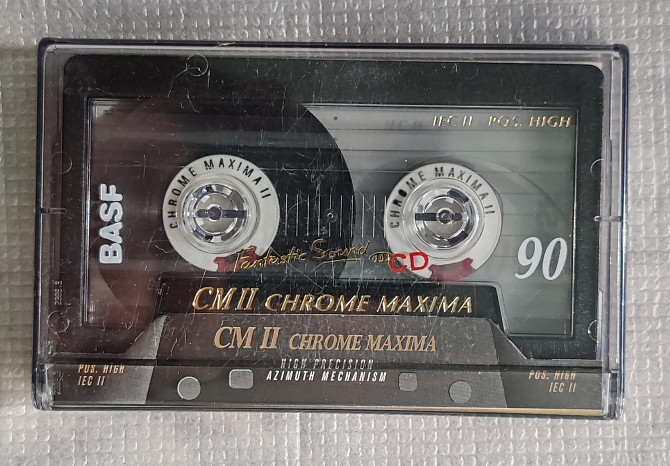 IEC II POS. HIGH
CHROME MAXIMA II
CHROME MAXIMA II
BASF
Fantastic Sound
CD
90
CM II CHROME MAXIMA
CM II CHROME MAXIMA
HIGH PRECISION
AZIMUTH MECHANISM
POS. HIGH
IEC II
POS. HIGH
IEC II